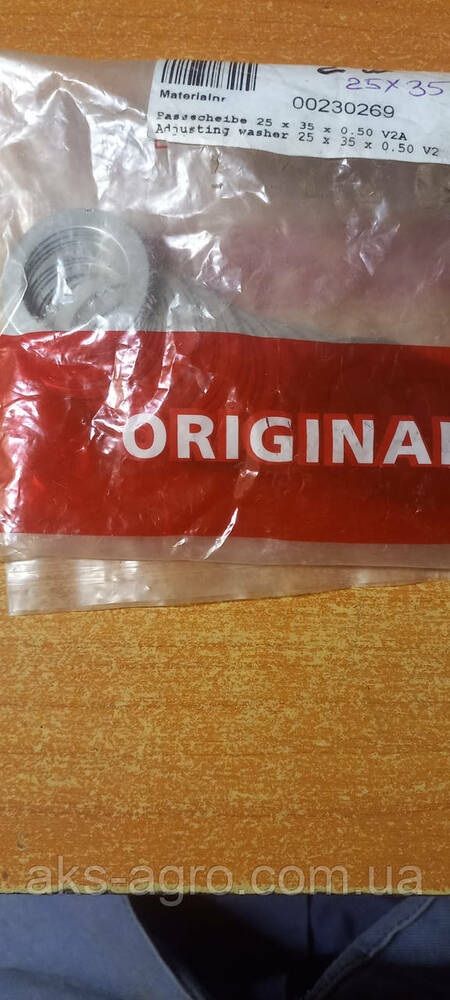 25x35
Materialnr
00230269
Passscheibe 25 x 35 x 0.50 V2A
Adjusting washer 25 x 35 x 0.50 V2
ORIGINAL
aks-agro.com.ua